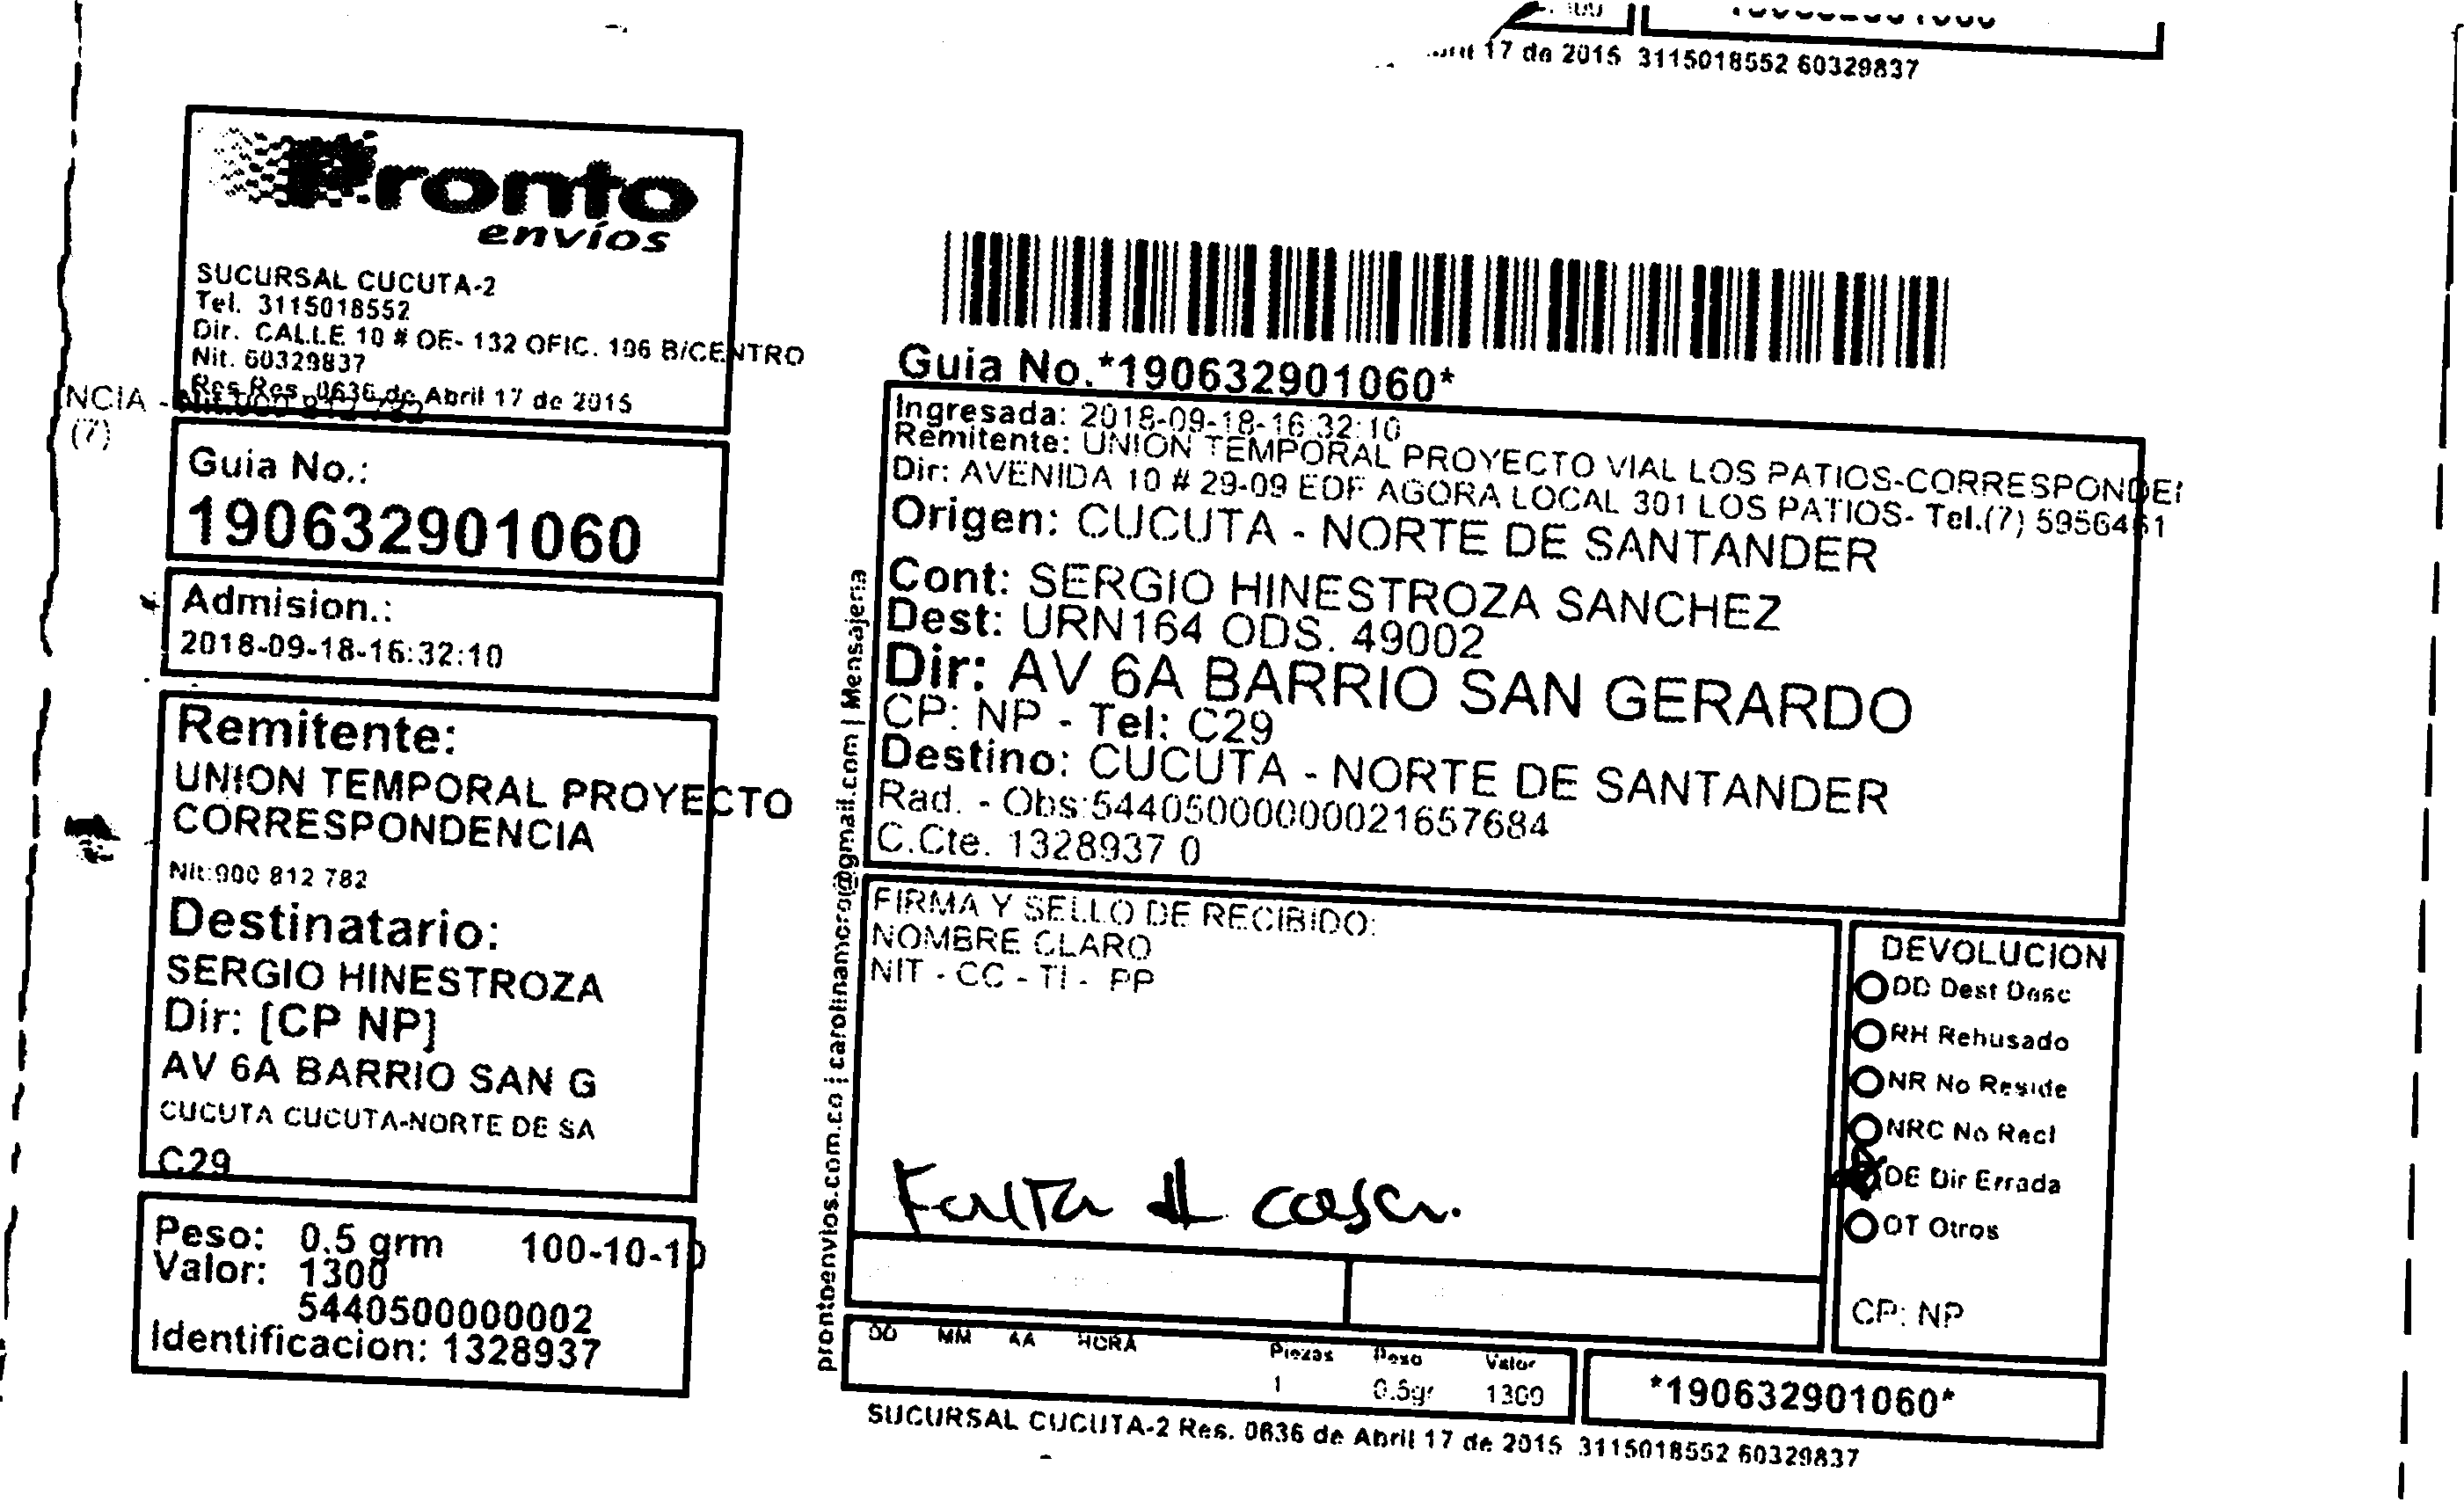 17 de 2015 3115018552 60329837
Pronto
envíos
SUCURSAL CUCUTA-2
Tel. 3115018552
Dir. CALLE 10 # OE- 132 OFIC. 106 B/CENTRO
Nit. 60329837
Res Res. 0636 de Abril 17 de 2015
NCIA -
(7)
Guia No.:
190632901060
Admision.:
2018-09-18-16:32:10
Remitente:
UNION TEMPORAL PROYECTO
CORRESPONDENCIA
Nit:900 812 782
Destinatario:
SERGIO HINESTROZA
Dir: [CP NP]
AV 6A BARRIO SAN G
CUCUTA CUCUTA-NORTE DE SA
C29
Peso: 0.5 grm 100-10-10
Valor: 1300
5440500000002
Identificacion: 1328937
prontoenvios.com.co | carolinamcro@gmail.com | Mensajeria
Guia No.*190632901060*
Ingresada: 2018-09-18-16:32:10
Remitente: UNION TEMPORAL PROYECTO VIAL LOS PATIOS-CORRESPONDEN
Dir: AVENIDA 10 # 29-09 EDF AGORA LOCAL 301 LOS PATIOS- Tel.(7) 5956461
Origen: CUCUTA - NORTE DE SANTANDER
Cont: SERGIO HINESTROZA SANCHEZ
Dest: URN164 ODS. 49002
Dir: AV 6A BARRIO SAN GERARDO
CP: NP - Tel: C29
Destino: CUCUTA - NORTE DE SANTANDER
Rad. - Obs:544050000000021657684
C.Cte. 1328937 0
FIRMA Y SELLO DE RECIBIDO:
NOMBRE CLARO
NIT - CC - TI - PP
Falta # casa.
DEVOLUCION
DD Dest Desc
RH Rehusado
NR No Reside
NRC No Recl
DE Dir Errada
OT Otros
CP: NP
DD MM AA HORA Piezas Peso Valor
1 0.5gr 1300
*190632901060*
SUCURSAL CUCUTA-2 Res. 0636 de Abril 17 de 2015 3115018552 60329837